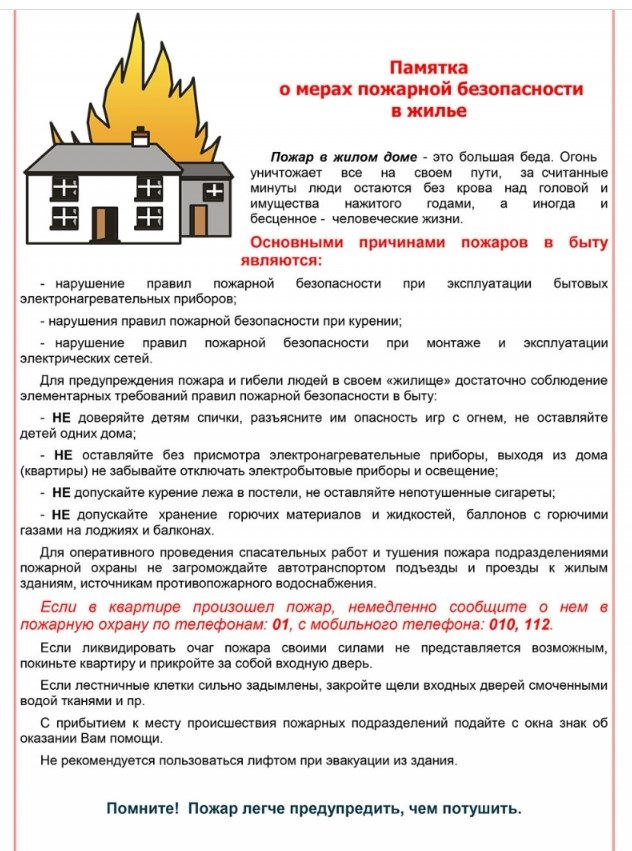 Памятка
о мерах пожарной безопасности
в жилье
Пожар в жилом доме - это большая беда. Огонь
уничтожает все на своем пути, за считанные
минуты люди остаются без крова над головой и
имущества нажитого годами, а иногда и
бесценное - человеческие жизни.
Основными причинами пожаров в быту
являются:
- нарушение правил пожарной безопасности при эксплуатации бытовых
электронагревательных приборов;
- нарушения правил пожарной безопасности при курении;
- нарушение правил пожарной безопасности при монтаже и эксплуатации
электрических сетей.
Для предупреждения пожара и гибели людей в своем «жилище» достаточно соблюдение
элементарных требований правил пожарной безопасности в быту:
- НЕ доверяйте детям спички, разъясните им опасность игр с огнем, не оставляйте
детей одних дома;
- НЕ оставляйте без присмотра электронагревательные приборы, выходя из дома
(квартиры) не забывайте отключать электробытовые приборы и освещение;
- НЕ допускайте курение лежа в постели, не оставляйте непотушенные сигареты;
- НЕ допускайте хранение горючих материалов и жидкостей, баллонов с горючими
газами на лоджиях и балконах.
Для оперативного проведения спасательных работ и тушения пожара подразделениями
пожарной охраны не загромождайте автотранспортом подъезды и проезды к жилым
зданиям, источникам противопожарного водоснабжения.
Если в квартире произошел пожар, немедленно сообщите о нем в
пожарную охрану по телефонам: 01, с мобильного телефона: 010, 112.
Если ликвидировать очаг пожара своими силами не представляется возможным,
покиньте квартиру и прикройте за собой входную дверь.
Если лестничные клетки сильно задымлены, закройте щели входных дверей смоченными
водой тканями и пр.
С прибытием к месту происшествия пожарных подразделений подайте с окна знак об
оказании Вам помощи.
Не рекомендуется пользоваться лифтом при эвакуации из здания.
Помните! Пожар легче предупредить, чем потушить.